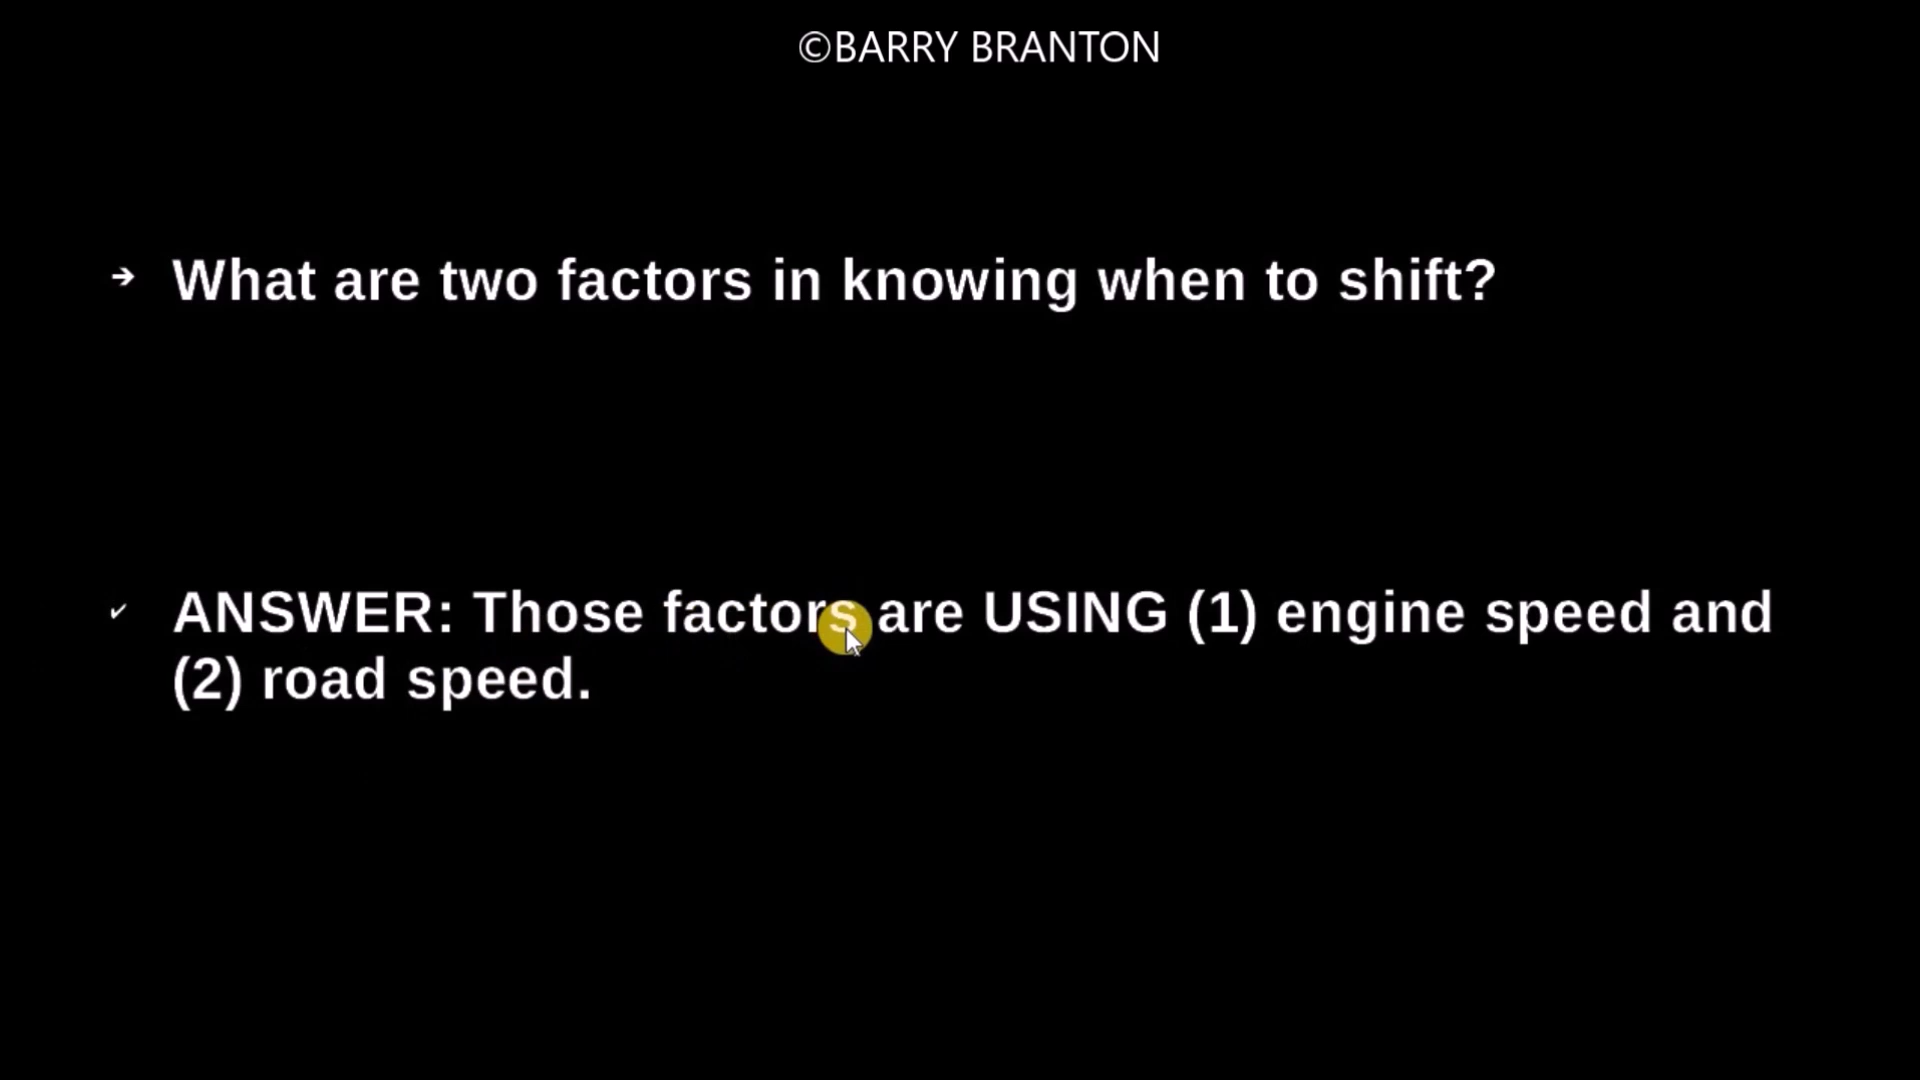 ©BARRY BRANTON
➔ What are two factors in knowing when to shift?
✔ ANSWER: Those factors are USING (1) engine speed and
(2) road speed.